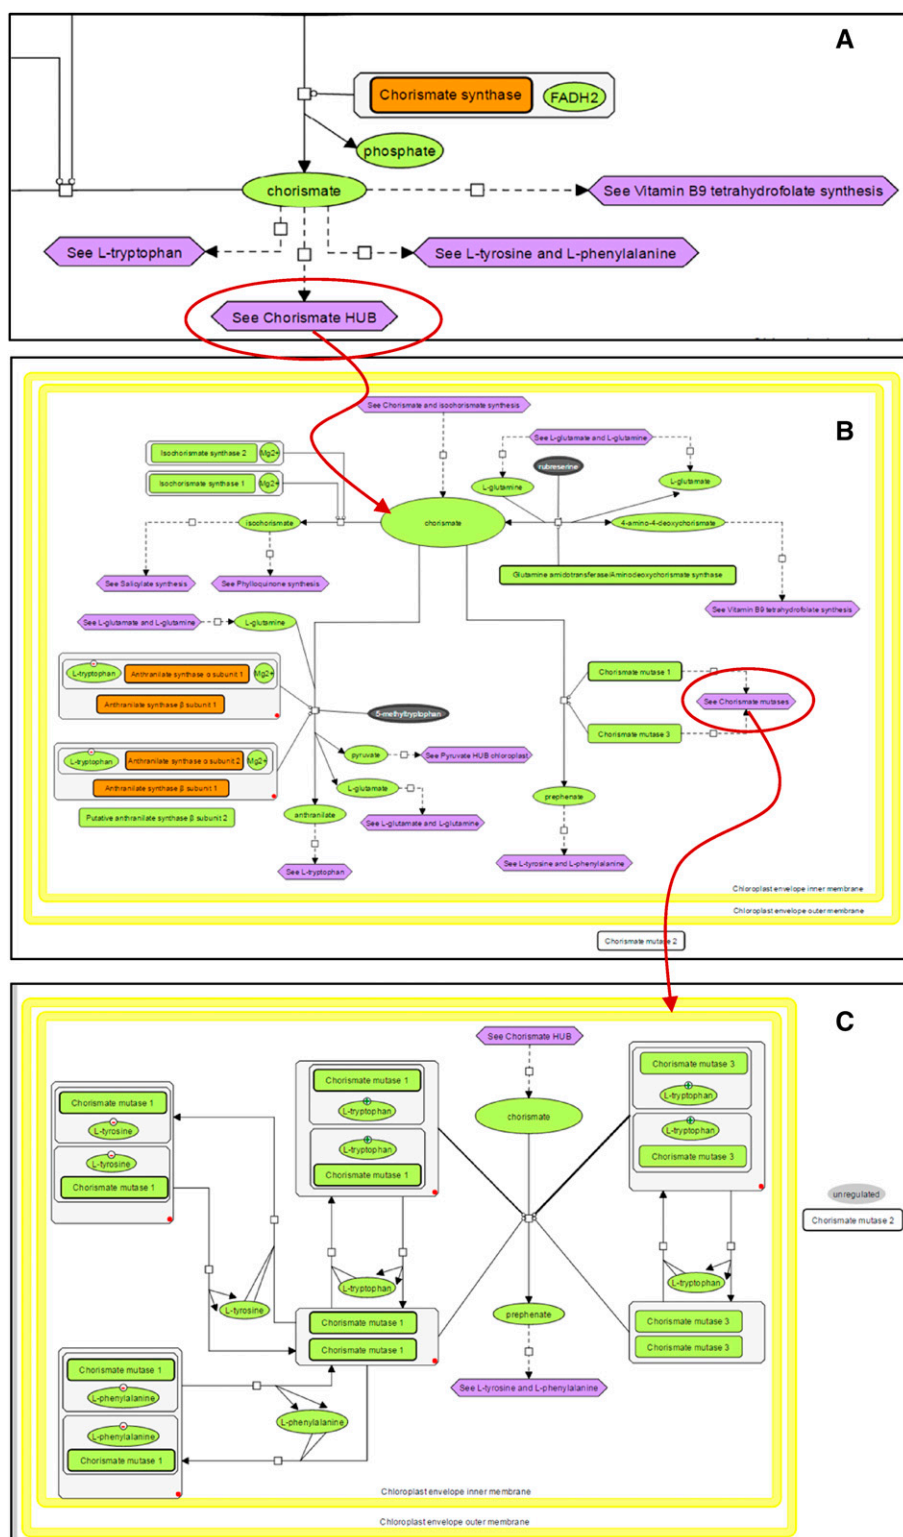 A
Chorismate synthase
FADH2
phosphate
chorismate
See Vitamin B9 tetrahydrofolate synthesis
See L-tryptophan
See L-tyrosine and L-phenylalanine
See Chorismate HUB
B
See Chorismate and isochorismate synthesis
Isochorismate synthase 2
Mg2+
Isochorismate synthase 1
Mg2+
See L-glutamate and L-glutamine
rubreserine
L-glutamine
L-glutamate
isochorismate
chorismate
4-amino-4-deoxychorismate
See Salicylate synthesis
See Phylloquinone synthesis
Glutamine amidotransferase/Aminodeoxychorismate synthase
See Vitamin B9 tetrahydrofolate synthesis
See L-glutamate and L-glutamine
L-glutamine
L-tryptophan
Anthranilate synthase α subunit 1
Mg2+
Anthranilate synthase β subunit 1
5-methyltryptophan
Chorismate mutase 1
See Chorismate mutases
Chorismate mutase 3
L-tryptophan
Anthranilate synthase α subunit 2
Mg2+
Anthranilate synthase β subunit 1
Putative anthranilate synthase β subunit 2
pyruvate
See Pyruvate HUB chloroplast
L-glutamate
anthranilate
See L-glutamate and L-glutamine
prephenate
See L-tryptophan
See L-tyrosine and L-phenylalanine
Chloroplast envelope inner membrane
Chloroplast envelope outer membrane
Chorismate mutase 2
C
See Chorismate HUB
Chorismate mutase 1
L-tryptophan
L-tryptophan
Chorismate mutase 1
Chorismate mutase 3
L-tryptophan
L-tryptophan
Chorismate mutase 3
chorismate
Chorismate mutase 1
L-tyrosine
L-tyrosine
Chorismate mutase 1
unregulated
Chorismate mutase 2
L-tyrosine
L-tryptophan
L-tryptophan
prephenate
Chorismate mutase 1
Chorismate mutase 1
Chorismate mutase 3
Chorismate mutase 3
See L-tyrosine and L-phenylalanine
Chorismate mutase 1
L-phenylalanine
L-phenylalanine
Chorismate mutase 1
L-phenylalanine
Chloroplast envelope inner membrane
Chloroplast envelope outer membrane